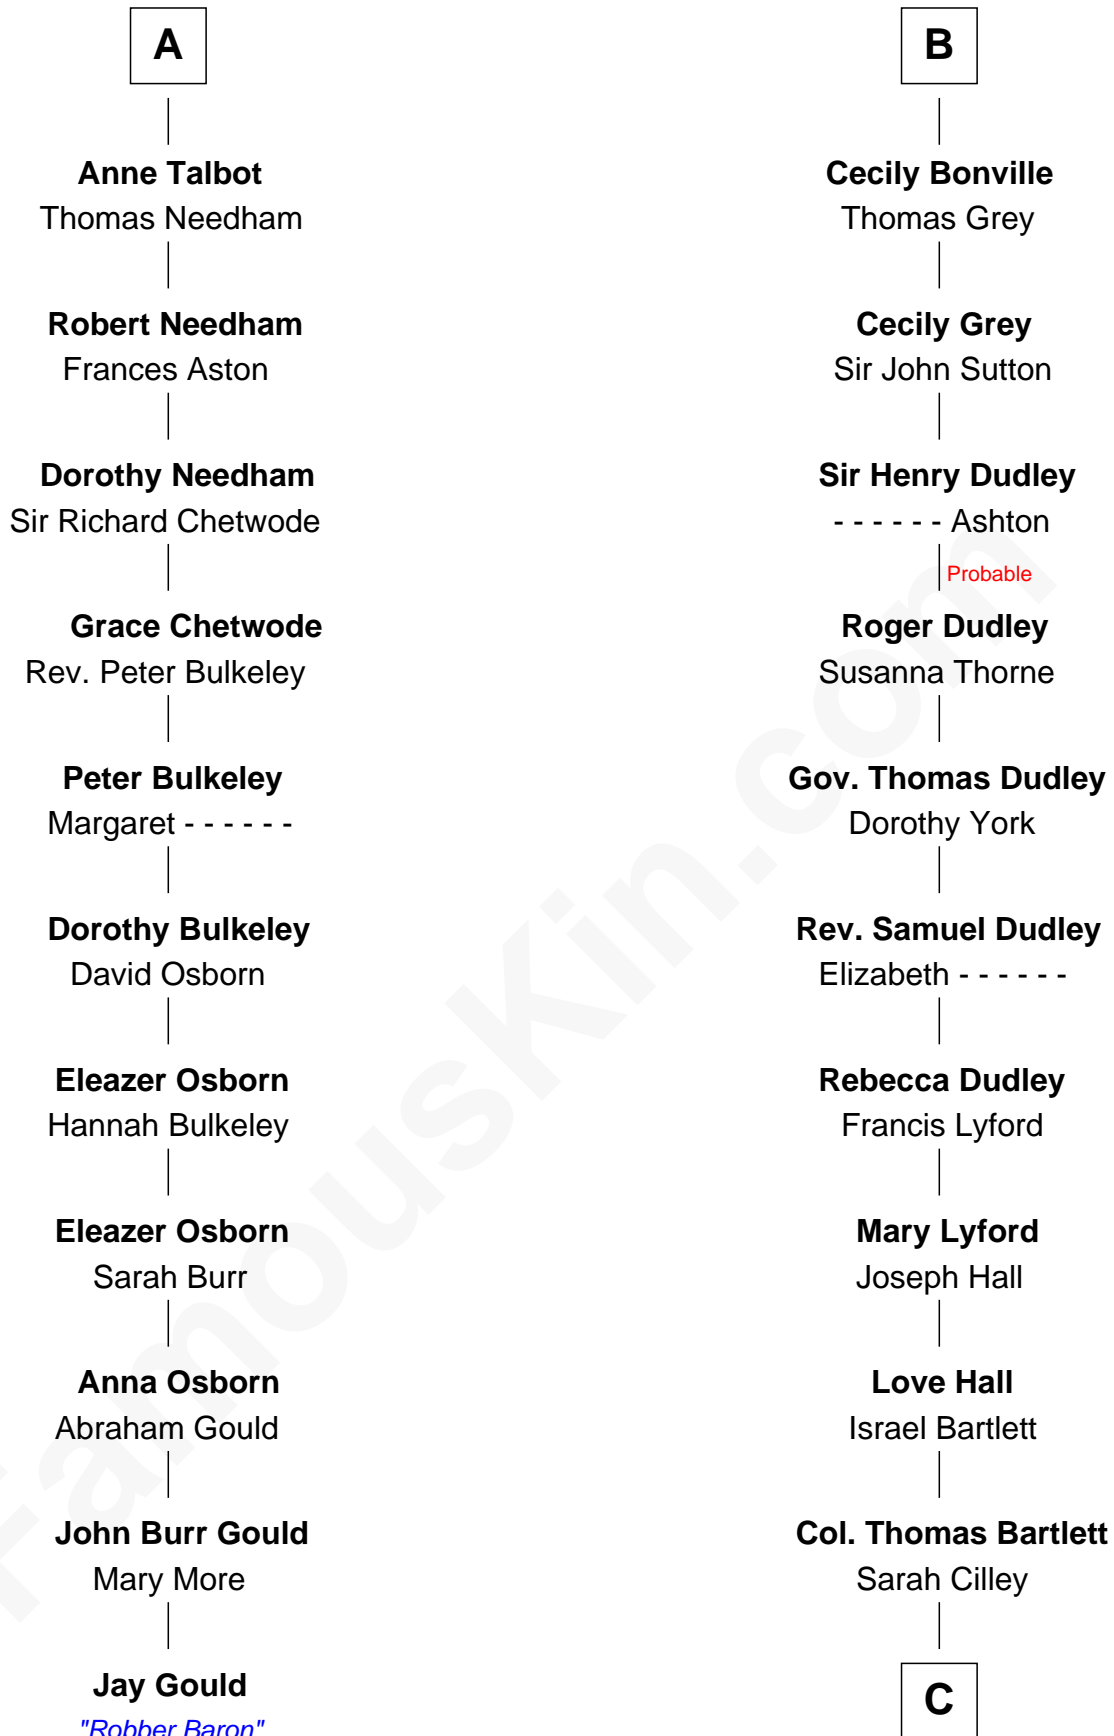 A
Anne Talbot
Thomas Needham
Robert Needham
Frances Aston
Dorothy Needham
Sir Richard Chetwode
Grace Chetwode
Rev. Peter Bulkeley
Peter Bulkeley
Margaret - - - - - -
Dorothy Bulkeley
David Osborn
Eleazer Osborn
Hannah Bulkeley
Eleazer Osborn
Sarah Burr
Anna Osborn
Abraham Gould
John Burr Gould
Mary More
Jay Gould
"Robber Baron"
B
Cecily Bonville
Thomas Grey
Cecily Grey
Sir John Sutton
Sir Henry Dudley
- - - - - - Ashton
Probable
Roger Dudley
Susanna Thorne
Gov. Thomas Dudley
Dorothy York
Rev. Samuel Dudley
Elizabeth - - - - - -
Rebecca Dudley
Francis Lyford
Mary Lyford
Joseph Hall
Love Hall
Israel Bartlett
Col. Thomas Bartlett
Sarah Cilley
C
FamousKin.com